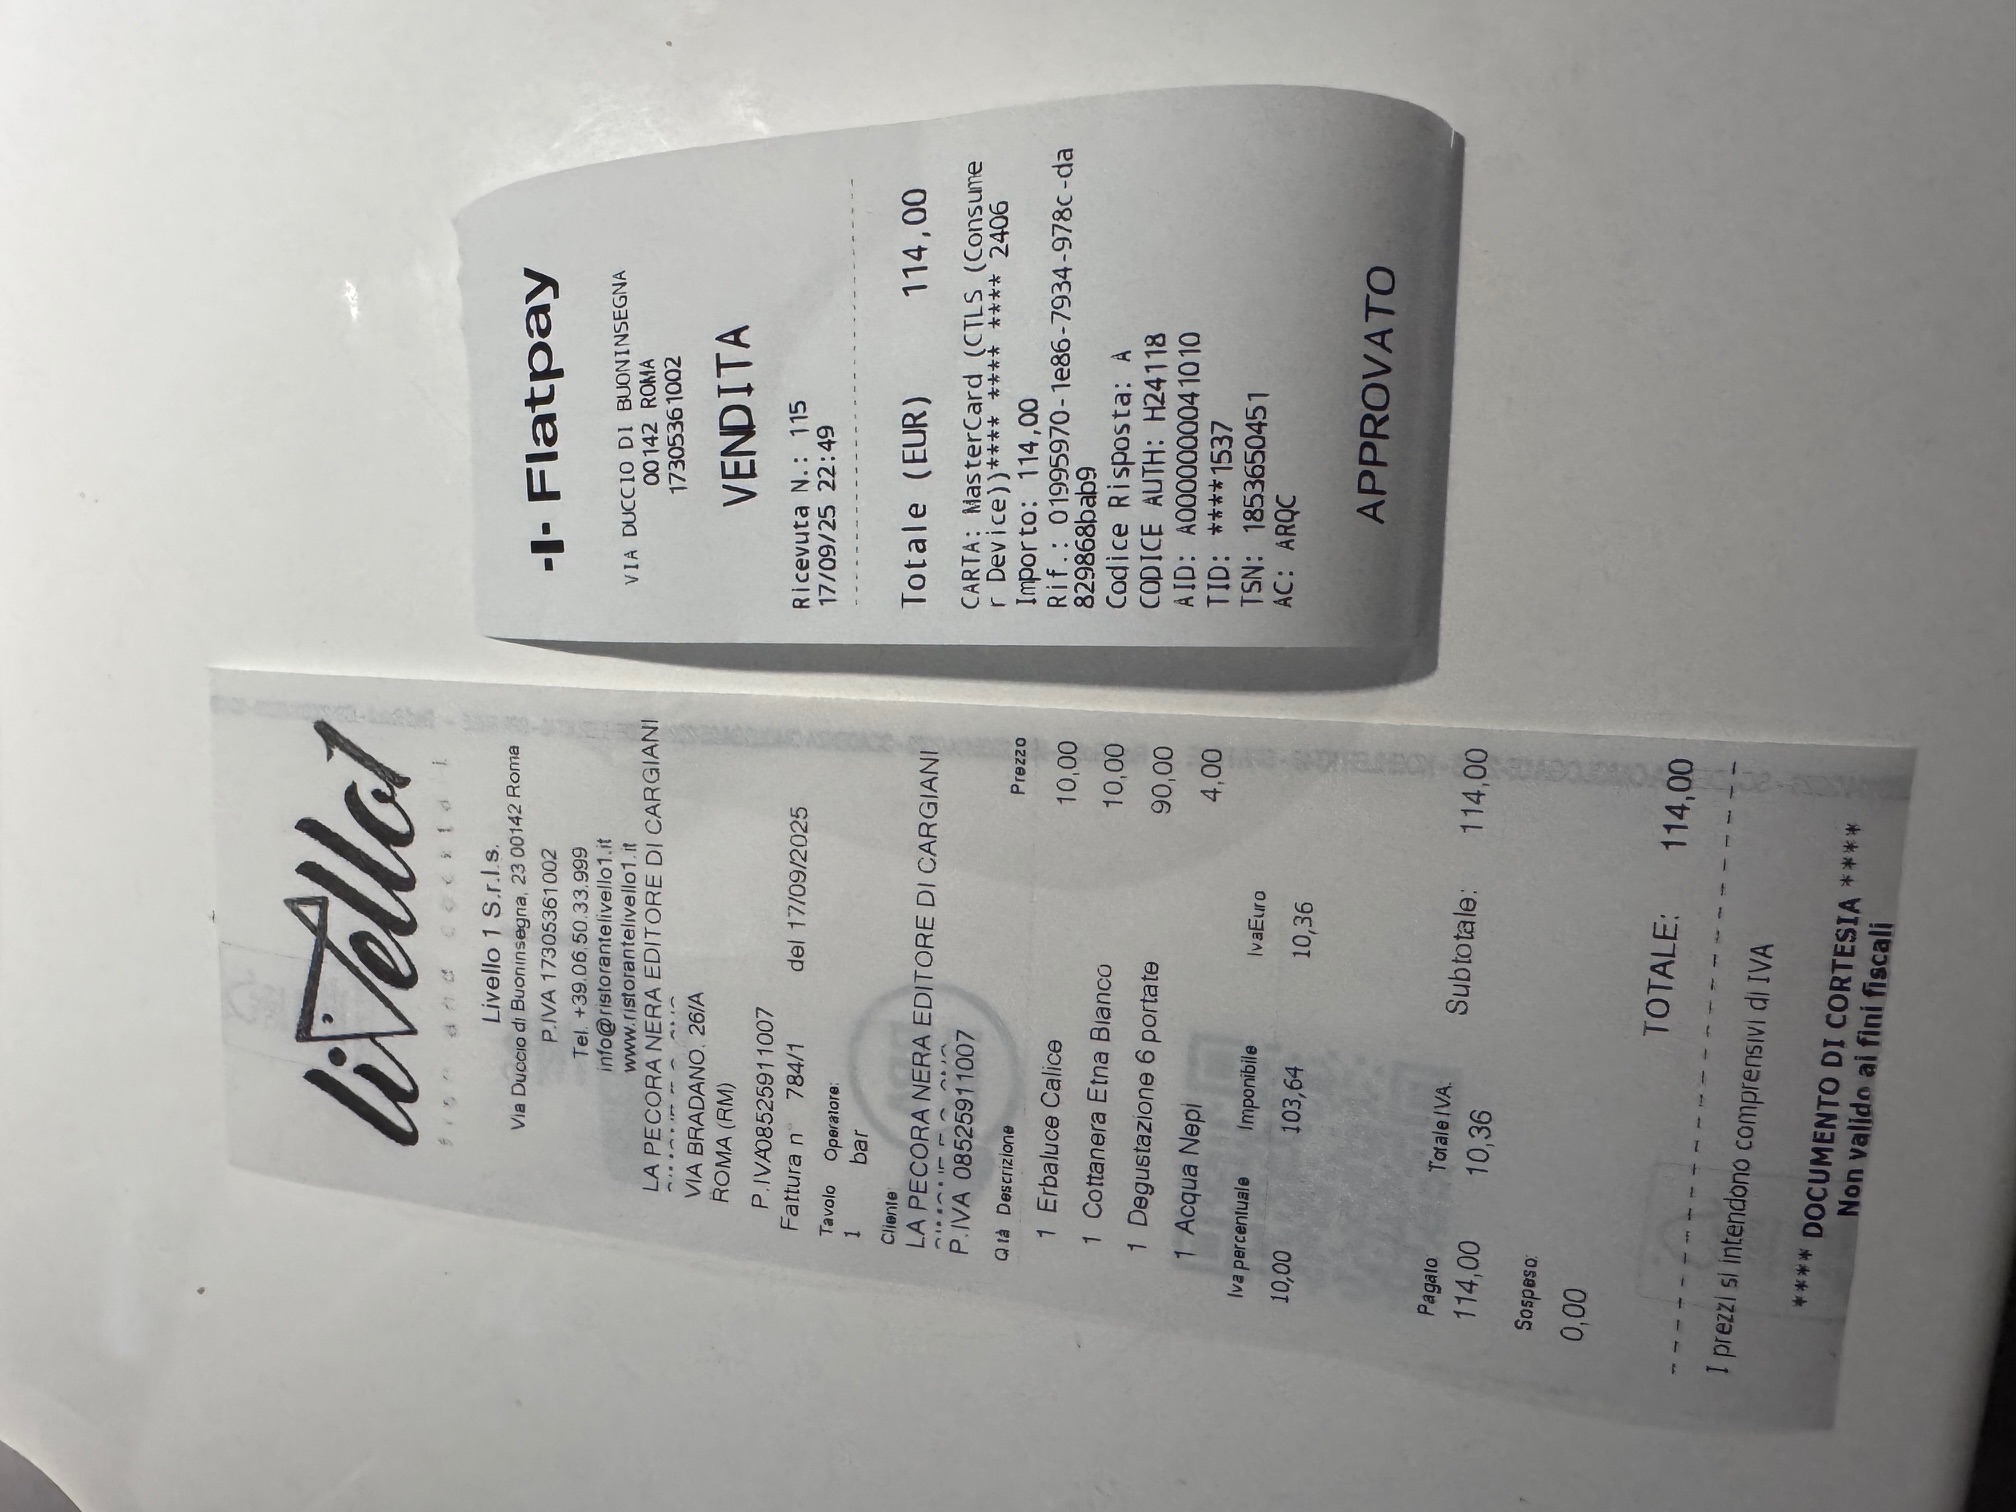 liVello1
Livello 1 S.r.l.s.
Via Duccio di Buoninsegna, 23 00142 Roma
P.IVA 17305361002
Tel. +39.06.50.33.999
info@ristorantelivello1.it
www.ristorantelivello1.it
LA PECORA NERA EDITORE DI CARGIANI
VIA BRADANO, 26/A
ROMA (RM)
P.IVA08525911007
Fattura n° 784/1 del 17/09/2025
Tavolo Operatore:
1 bar
Cliente:
LA PECORA NERA EDITORE DI CARGIANI
P.IVA 08525911007
Q.tà Descrizione Prezzo
1 Erbaluce Calice 10,00
1 Cottanera Etna Bianco 10,00
1 Degustazione 6 portate 90,00
1 Acqua Nepi 4,00
Iva percentuale Imponibile IvaEuro
10,00 103,64 10,36
Pagato Totale IVA. Subtotale: 114,00
114,00 10,36
Sospeso:
0,00
TOTALE: 114,00
I prezzi si intendono comprensivi di IVA
**** DOCUMENTO DI CORTESIA ****
Non valido ai fini fiscali
Flatpay
VIA DUCCIO DI BUONINSEGNA
00142 ROMA
17305361002
VENDITA
Ricevuta N.: 115
17/09/25 22:49
Totale (EUR) 114,00
CARTA: MasterCard (CTLS (Consume
r Device))**** **** **** 2406
Importo: 114,00
Rif.: 01995970-1e86-7934-978c-da
829868bab9
Codice Risposta: A
CODICE AUTH: H24118
AID: A0000000041010
TID: ****1537
TSN: 1853650451
AC: ARQC
APPROVATO